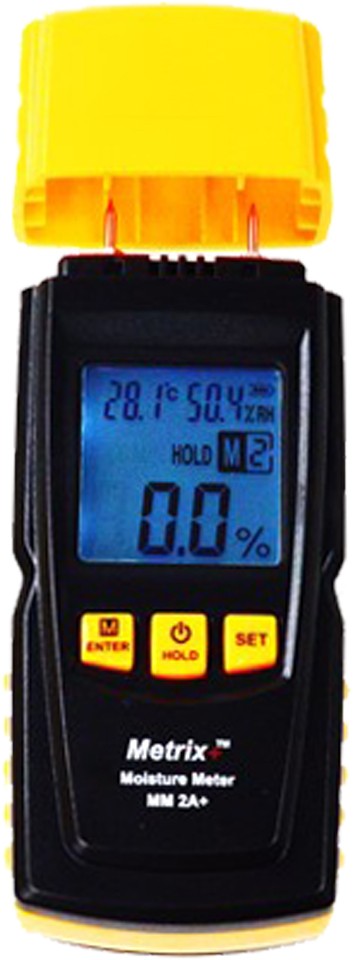 28.1°C 50.4%RH
HOLD M2
0.0%
M
ENTER
HOLD
SET
Metrix+™
Moisture Meter
MM 2A+